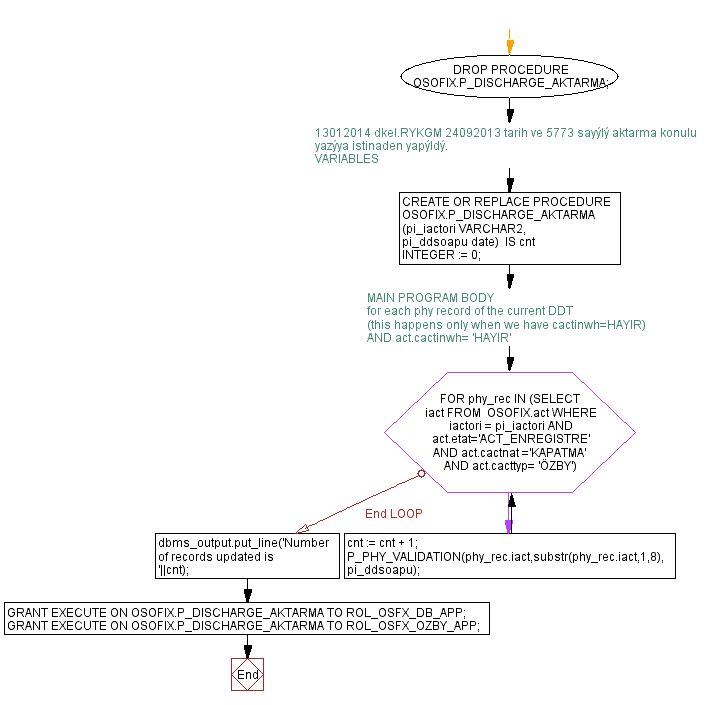 DROP PROCEDURE
OSOFIX.P_DISCHARGE_AKTARMA;
13012014 dkel.RYKGM 24092013 tarih ve 5773 sayýlý aktarma konulu
yazýya istinaden yapýldý.
VARIABLES
CREATE OR REPLACE PROCEDURE
OSOFIX.P_DISCHARGE_AKTARMA
(pi_iactori VARCHAR2,
pi_ddsoapu date)  IS cnt
INTEGER := 0;
MAIN PROGRAM BODY
for each phy record of the current DDT
(this happens only when we have cactinwh=HAYIR)
AND act.cactinwh= 'HAYIR'
FOR phy_rec IN (SELECT
iact FROM  OSOFIX.act WHERE
iactori = pi_iactori AND
act.etat='ACT_ENREGISTRE'
AND act.cactnat ='KAPATMA'
AND act.cacttyp= 'ÖZBY')
End LOOP
dbms_output.put_line('Number
of records updated is
'||cnt);
cnt := cnt + 1;
P_PHY_VALIDATION(phy_rec.iact,substr(phy_rec.iact,1,8),
pi_ddsoapu);
GRANT EXECUTE ON OSOFIX.P_DISCHARGE_AKTARMA TO ROL_OSFX_DB_APP;
GRANT EXECUTE ON OSOFIX.P_DISCHARGE_AKTARMA TO ROL_OSFX_OZBY_APP;
End